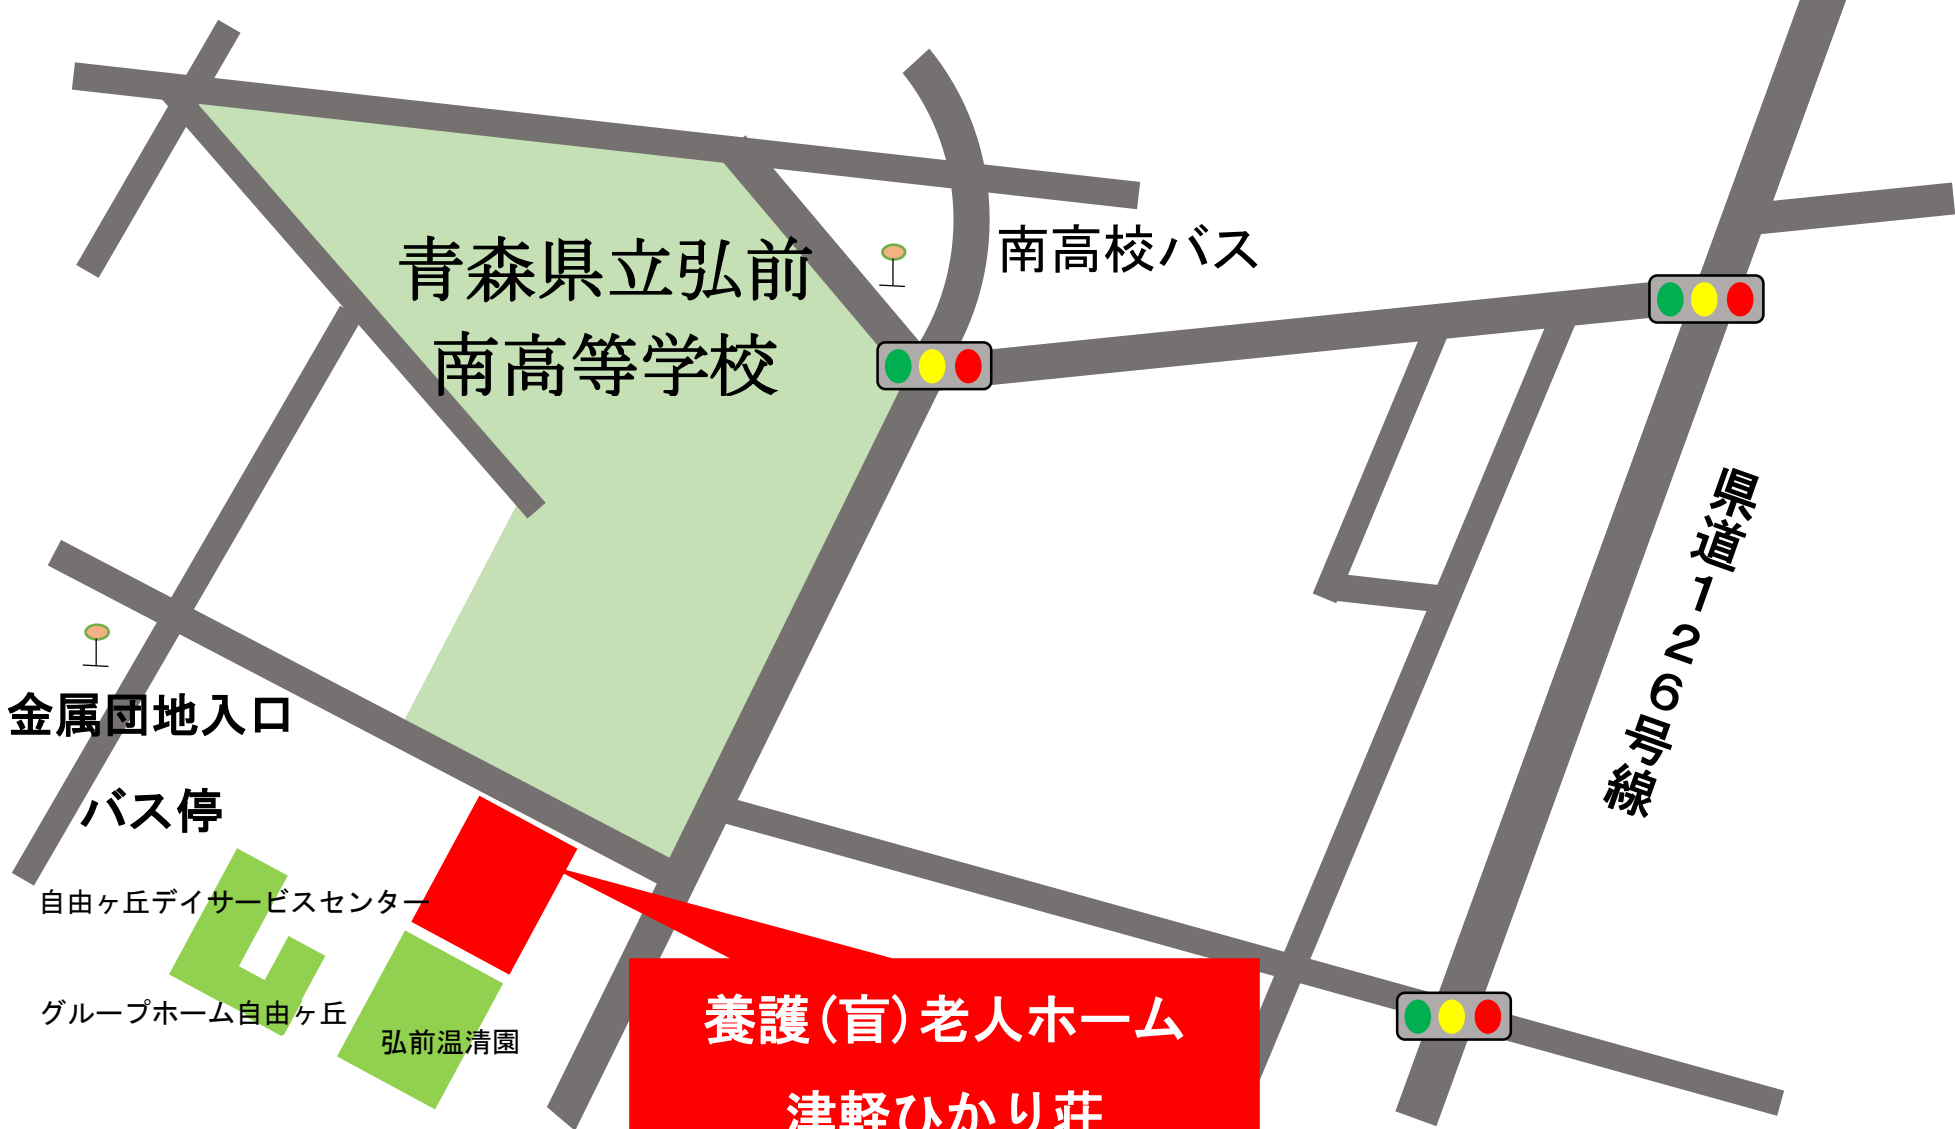 青森県立弘前
南高等学校
南高校バス
県道126号線
金属団地入口
バス停
自由ヶ丘デイサービスセンター
グループホーム自由ヶ丘
弘前温清園
養護(盲)老人ホーム
津軽ひかり荘